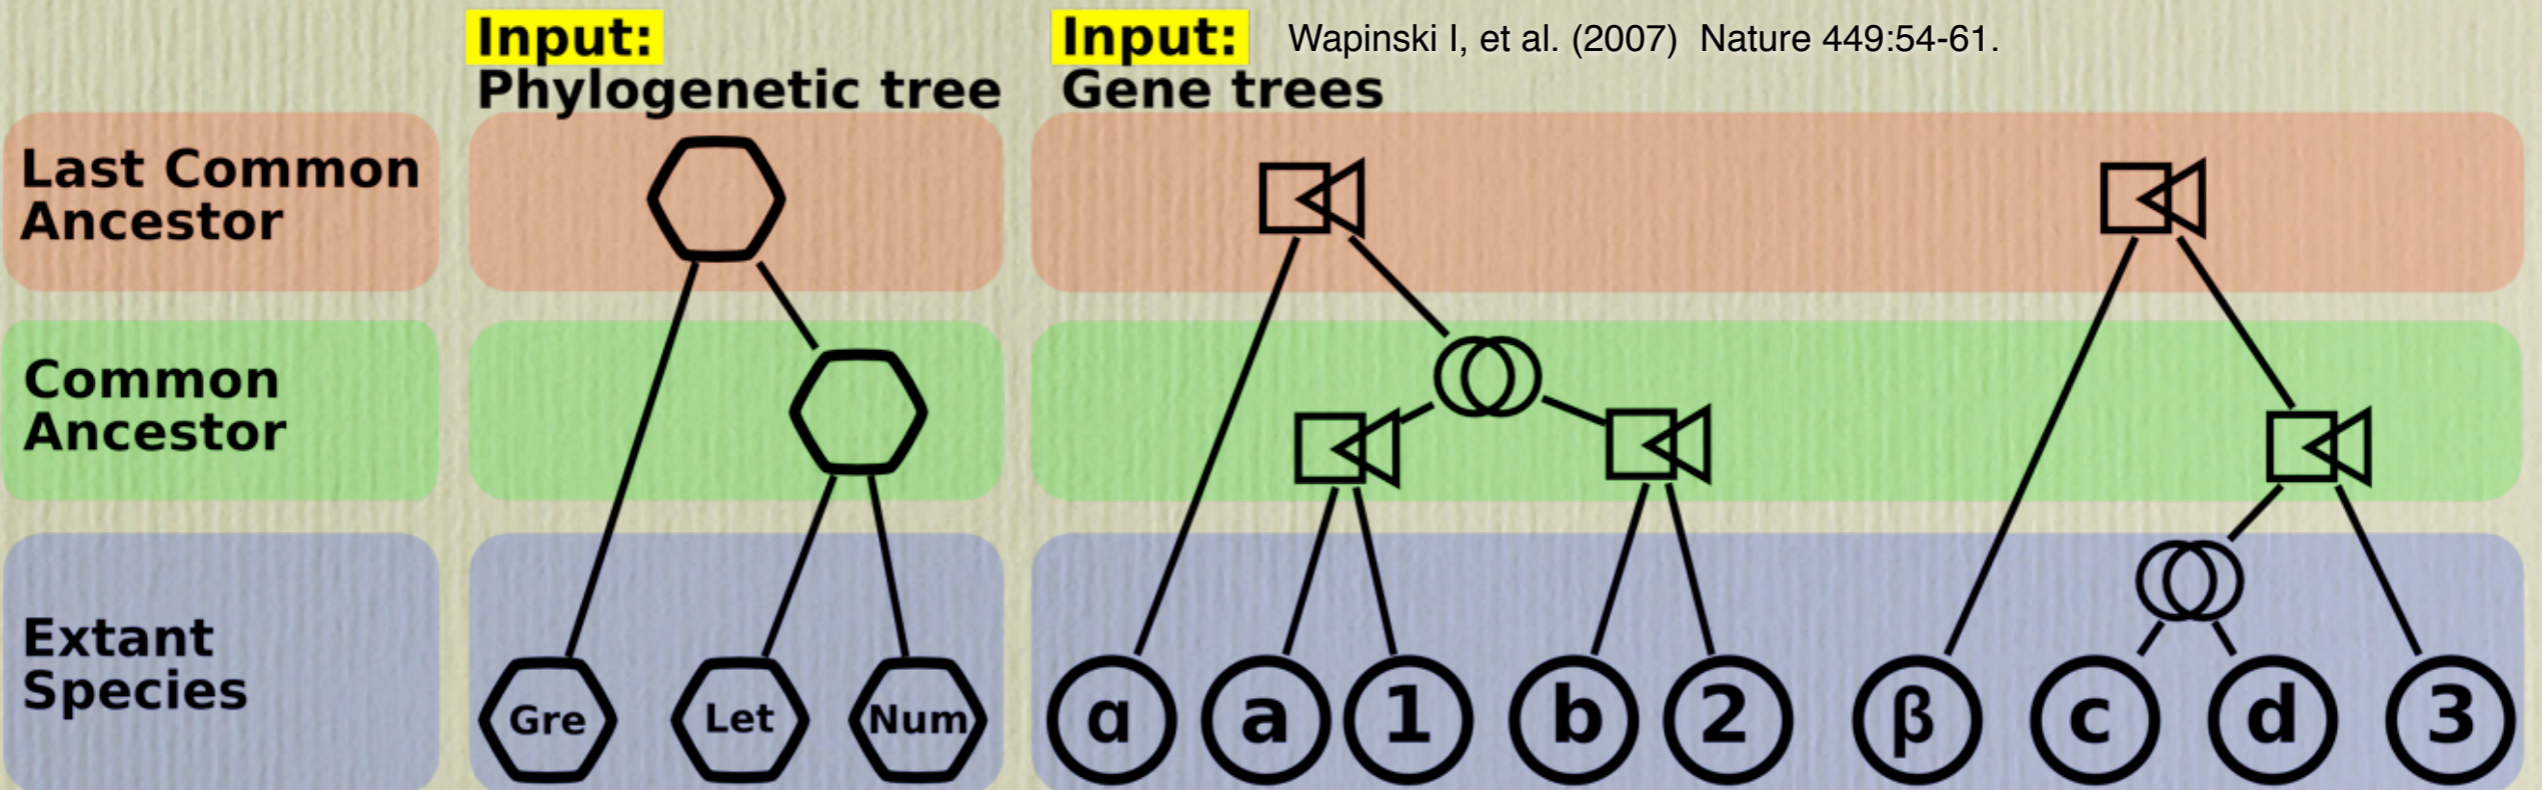 Input:
Phylogenetic tree
Input:
Wapinski I, et al. (2007) Nature 449:54-61.
Gene trees
Last Common
Ancestor
Common
Ancestor
Extant
Species
Gre Let Num
α a 1 b 2 β c d 3